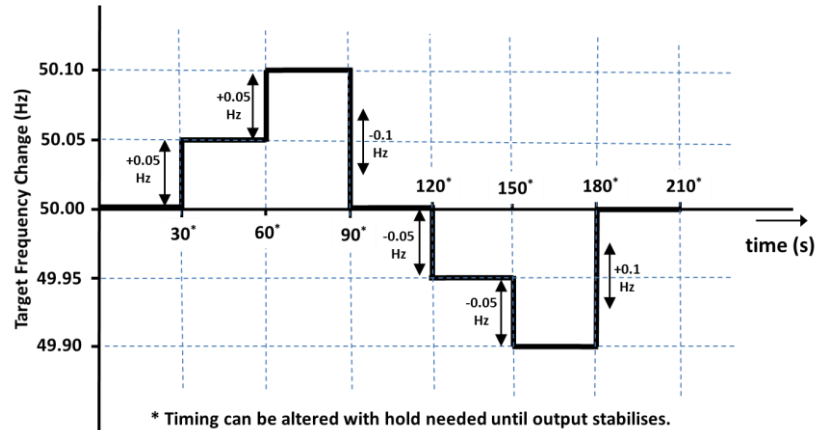 Target Frequency Change (Hz)
50.10
50.05
50.00
49.95
49.90
+0.05
Hz
+0.05
Hz
-0.1
Hz
30*
60*
90*
120*
150*
180*
210*
-0.05
Hz
-0.05
Hz
+0.1
Hz
time (s)
* Timing can be altered with hold needed until output stabilises.